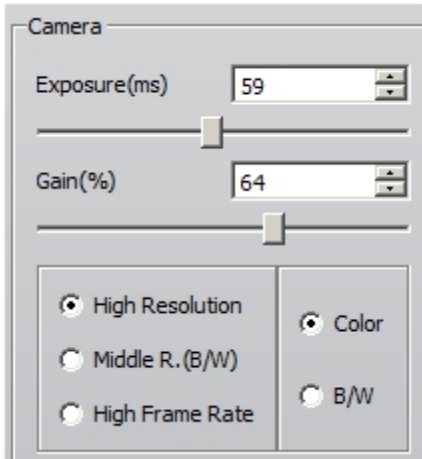 Camera
Exposure(ms) 59
Gain(%) 64
High Resolution
Middle R.(B/W)
High Frame Rate
Color
B/W